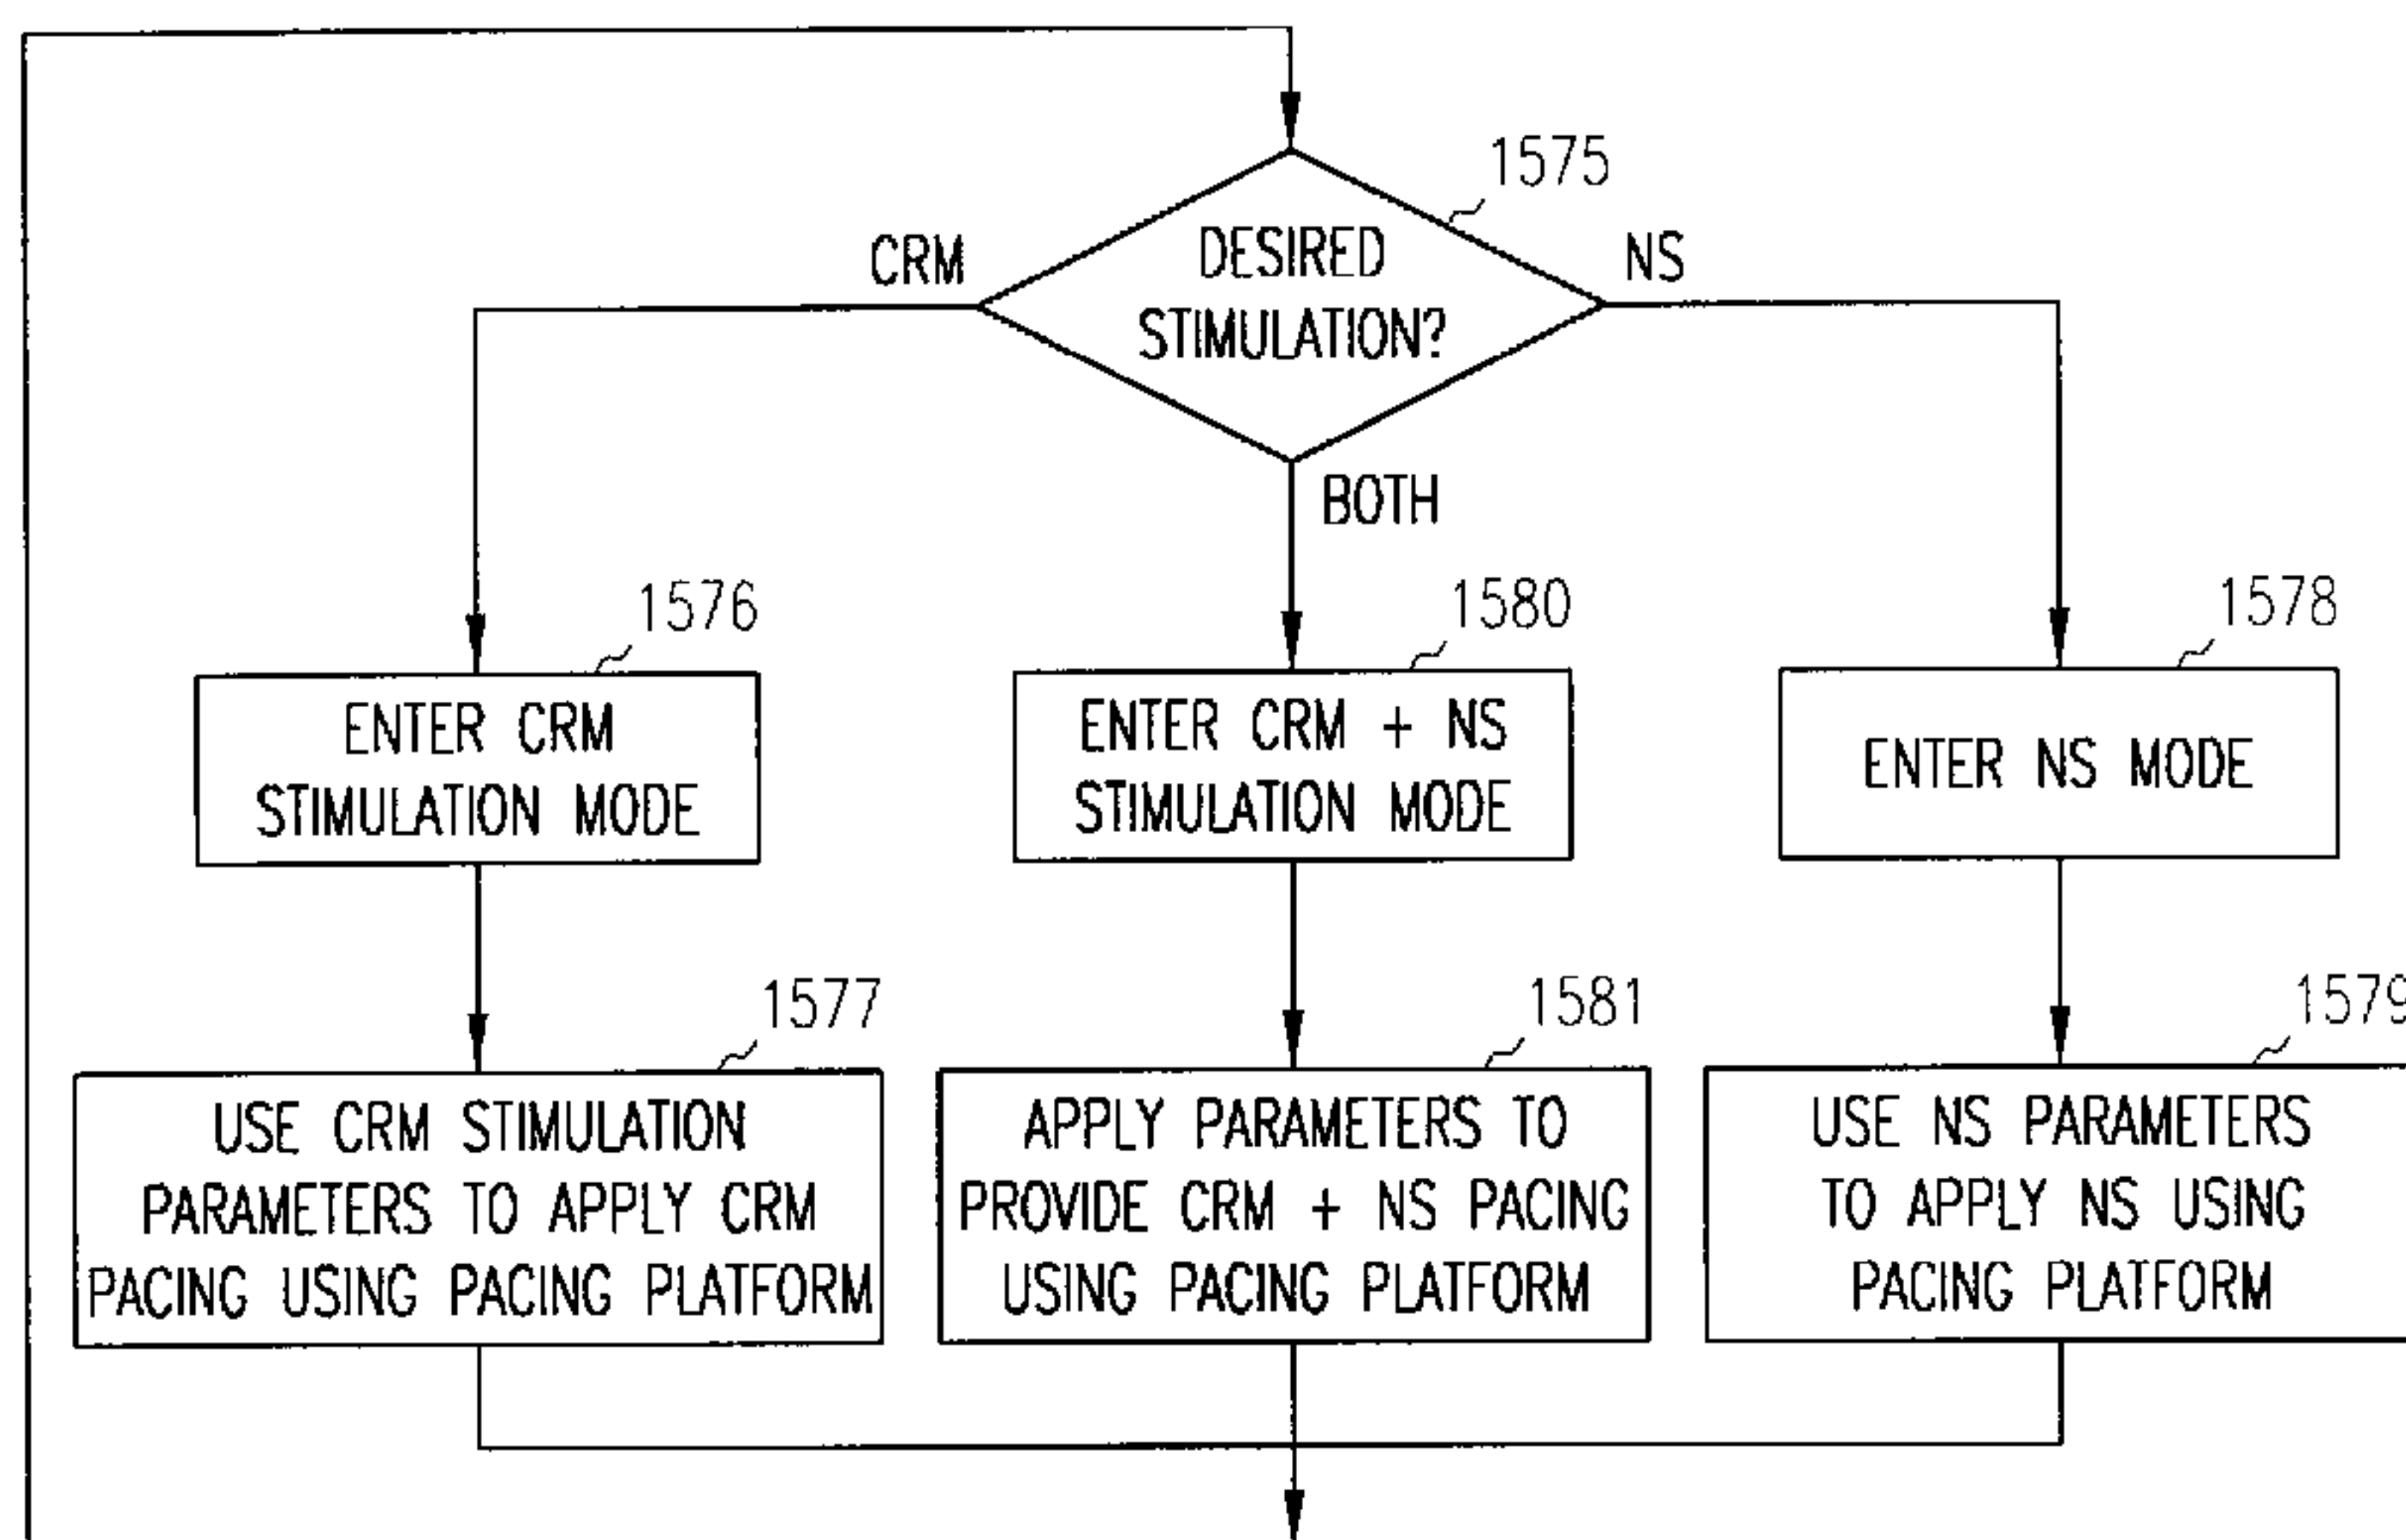 1575
CRM
DESIRED
STIMULATION?
NS
BOTH
1576
ENTER CRM
STIMULATION MODE
1580
ENTER CRM + NS
STIMULATION MODE
1578
ENTER NS MODE
1577
USE CRM STIMULATION
PARAMETERS TO APPLY CRM
PACING USING PACING PLATFORM
1581
APPLY PARAMETERS TO
PROVIDE CRM + NS PACING
USING PACING PLATFORM
1579
USE NS PARAMETERS
TO APPLY NS USING
PACING PLATFORM